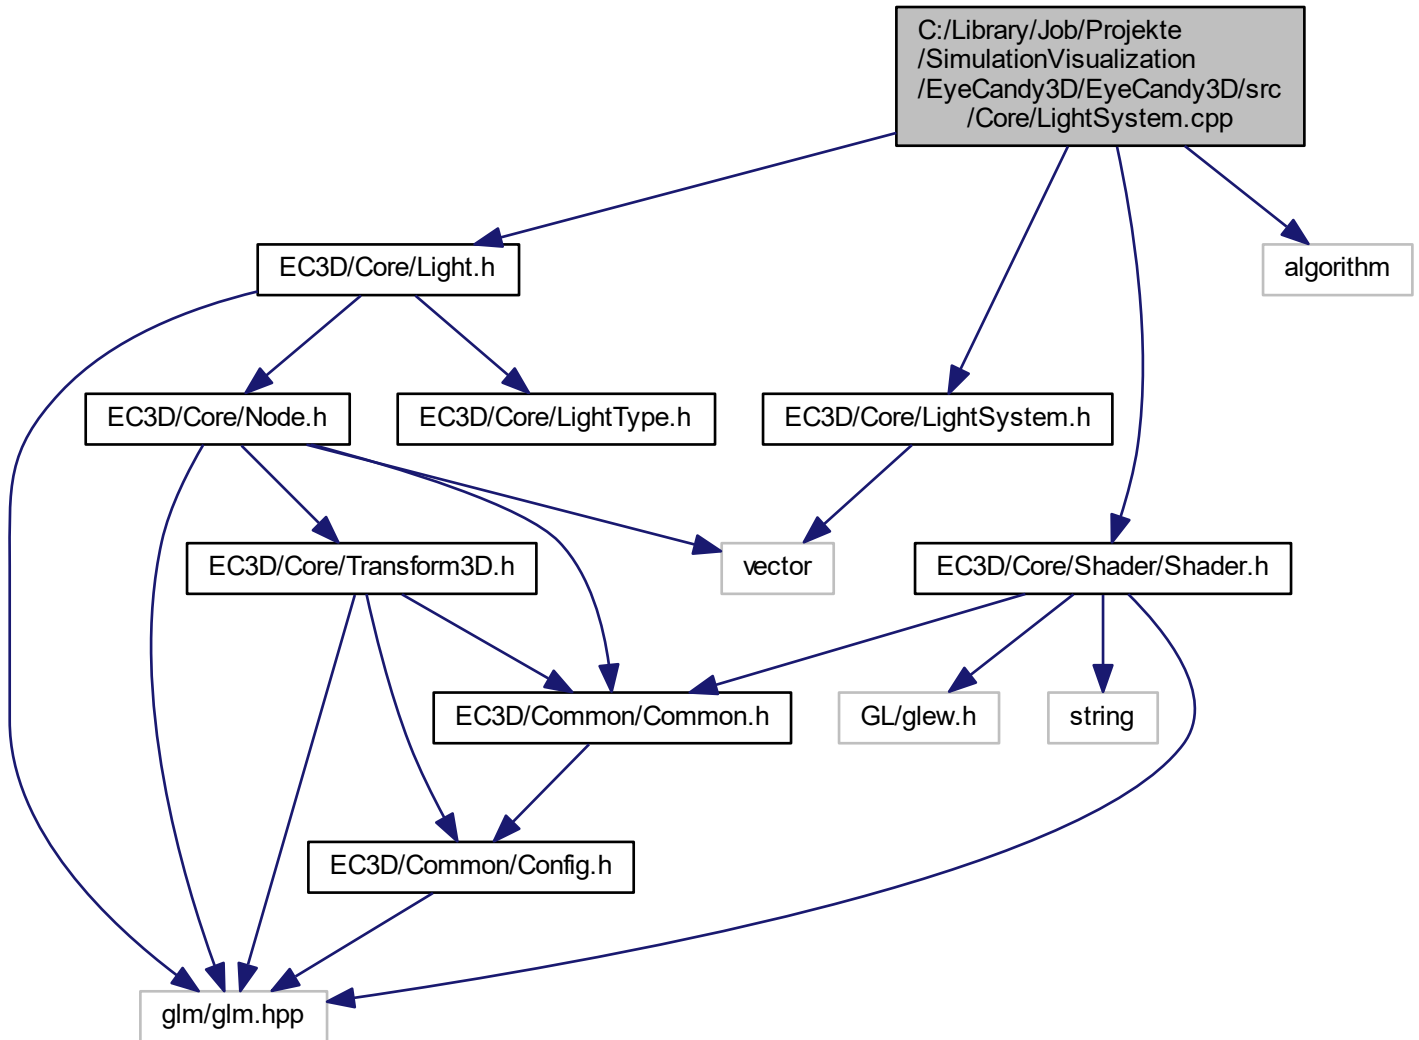 C:/Library/Job/Projekte
/SimulationVisualization
/EyeCandy3D/EyeCandy3D/src
/Core/LightSystem.cpp
EC3D/Core/Light.h
algorithm
EC3D/Core/Node.h
EC3D/Core/LightType.h
EC3D/Core/LightSystem.h
EC3D/Core/Transform3D.h
vector
EC3D/Core/Shader/Shader.h
EC3D/Common/Common.h
GL/glew.h
string
EC3D/Common/Config.h
glm/glm.hpp